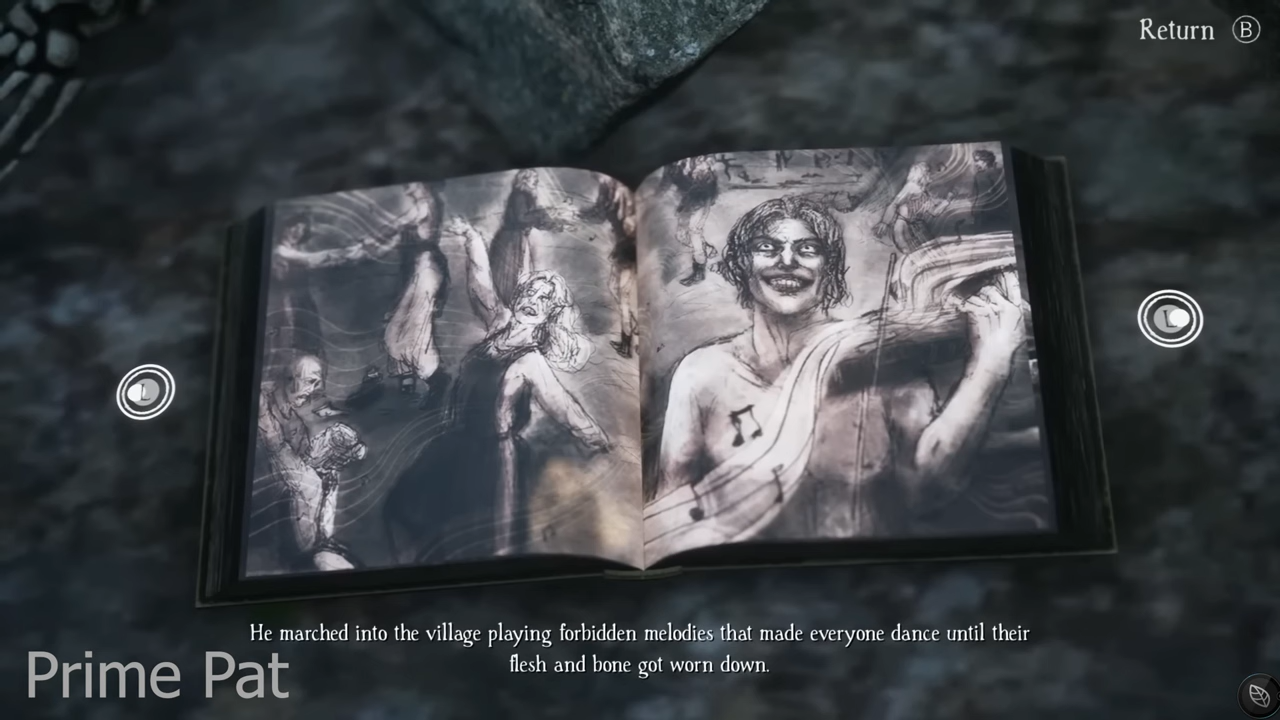 Return B
L
L
He marched into the village playing forbidden melodies that made everyone dance until their
flesh and bone got worn down.
Prime Pat